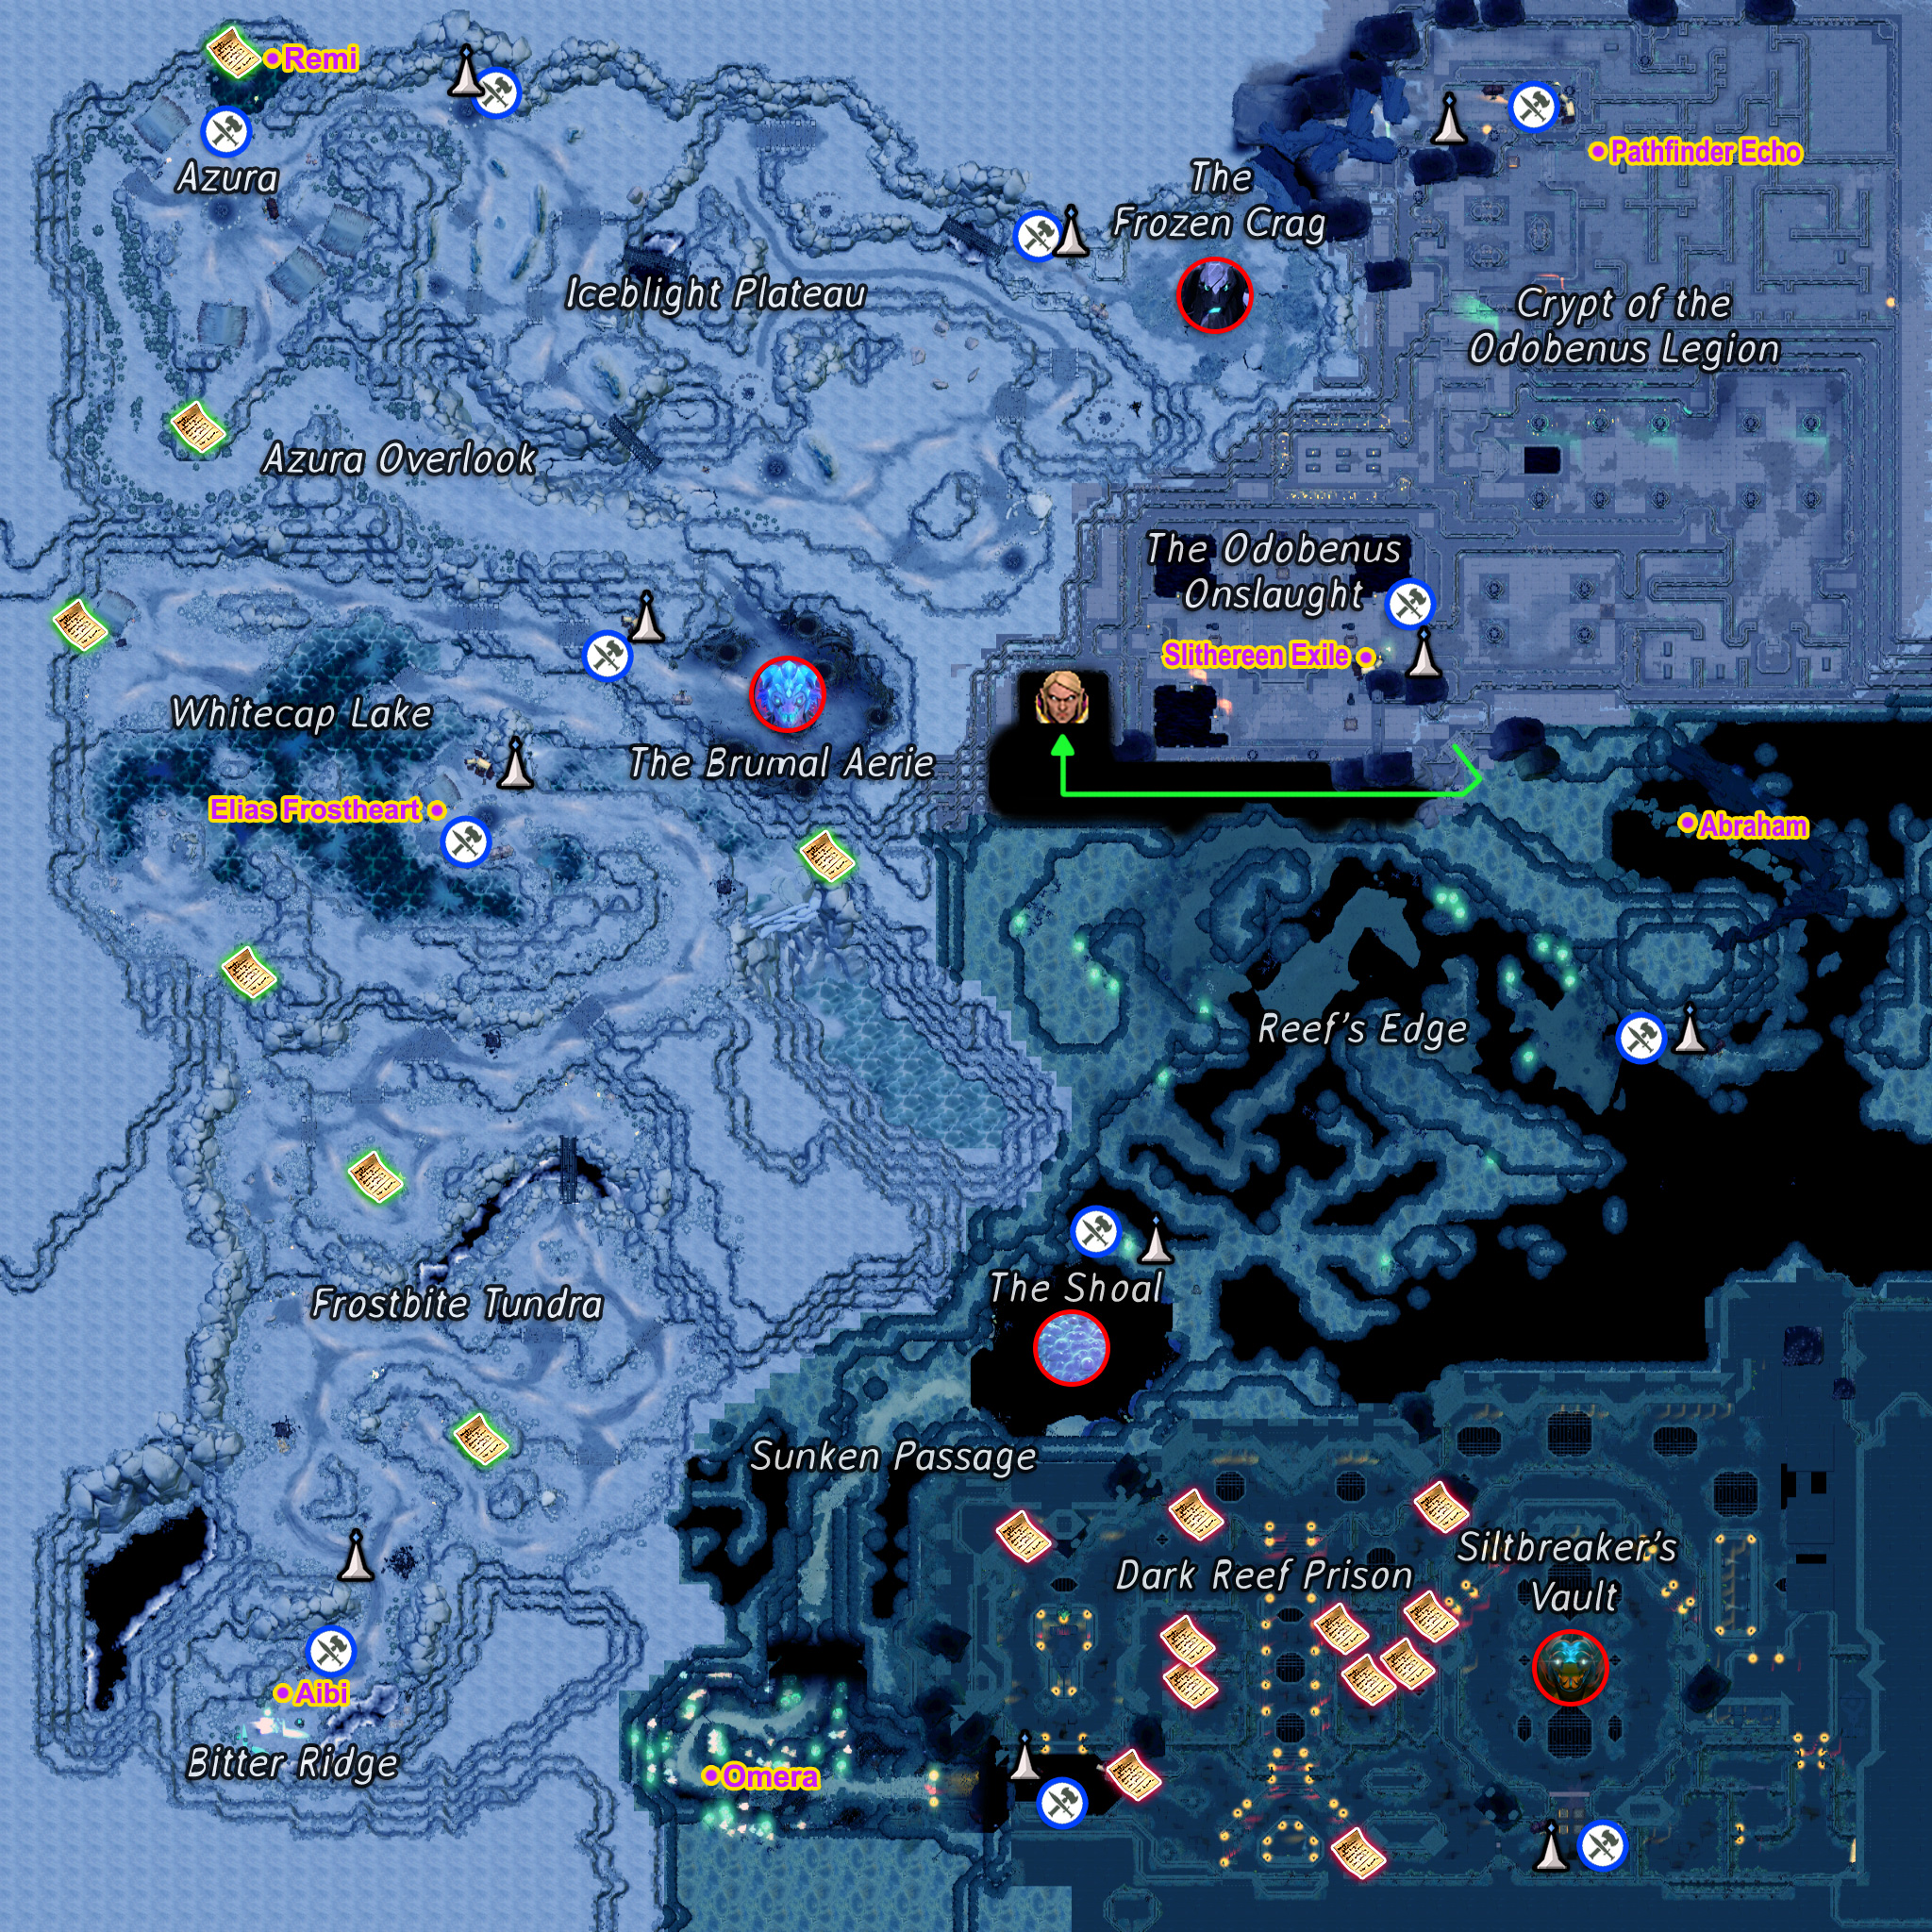 Remi
Pathfinder Echo
Azura
The
Frozen Crag
Iceblight Plateau
Crypt of the
Odobenus Legion
Azura Overlook
The Odobenus
Onslaught
Slithereen Exile
Whitecap Lake
The Brumal Aerie
Elias Frostheart
Abraham
Reef's Edge
The Shoal
Frostbite Tundra
Sunken Passage
Dark Reef Prison
Siltbreaker's
Vault
Aibi
Bitter Ridge
Omera